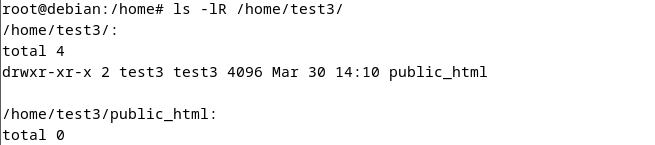 root@debian:/home# ls -lR /home/test3/
/home/test3/:
total 4
drwxr-xr-x 2 test3 test3 4096 Mar 30 14:10 public_html

/home/test3/public_html:
total 0